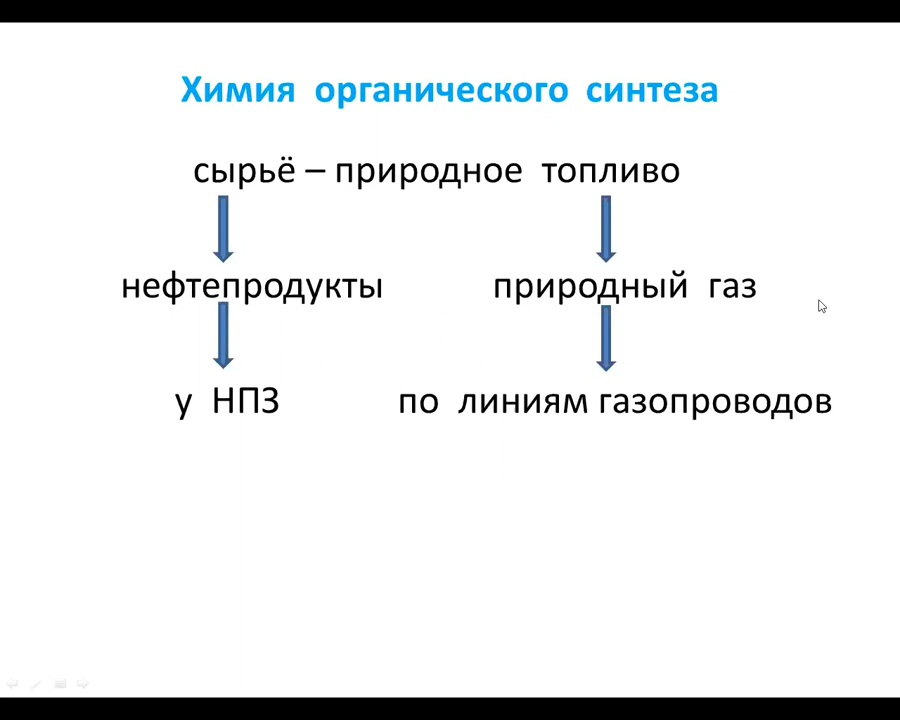 Химия органического синтеза
сырьё – природное топливо
нефтепродукты природный газ
у НПЗ по линиям газопроводов